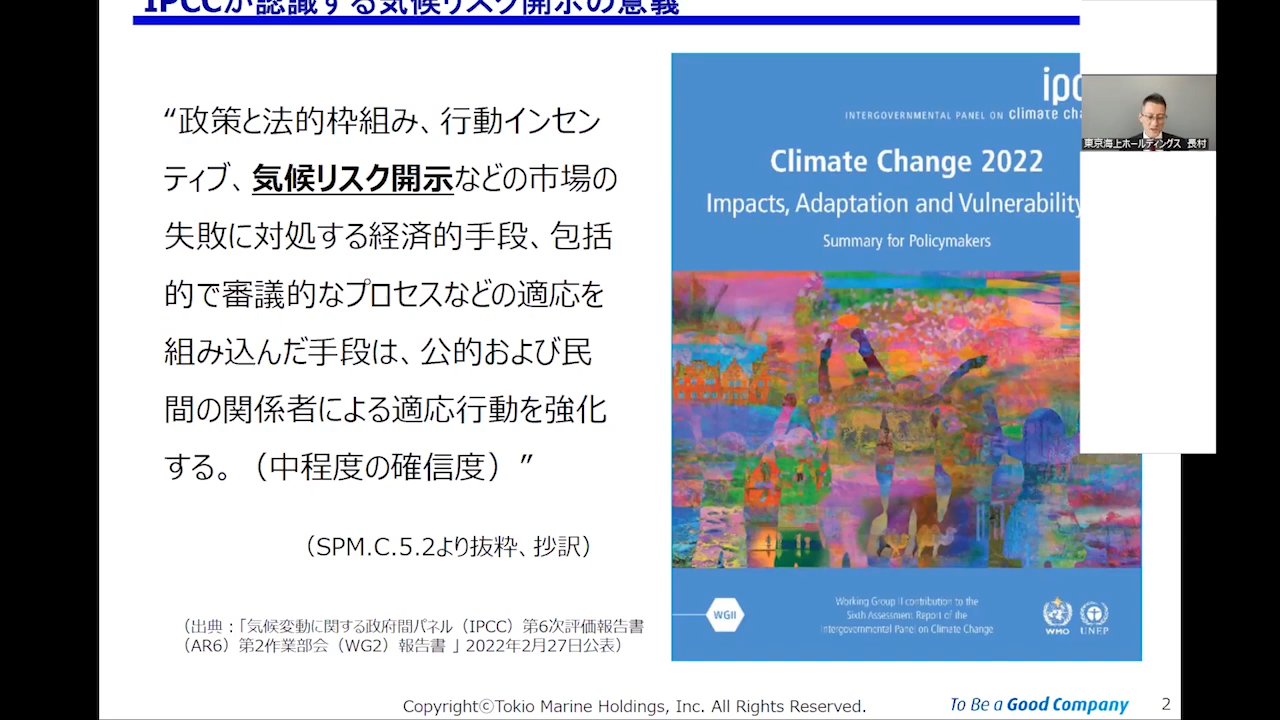 IPCCが認識する気候リスク開示の意義
“政策と法的枠組み、行動インセン
ティブ、気候リスク開示などの市場の
失敗に対処する経済的手段、包括
的で審議的なプロセスなどの適応を
組み込んだ手段は、公的および民
間の関係者による適応行動を強化
する。（中程度の確信度）”
（SPM.C.5.2より抜粋、抄訳）
（出典：「気候変動に関する政府間パネル（IPCC）第6次評価報告書
（AR6）第2作業部会（WG2）報告書 」2022年2月27日公表）
ipc
INTERGOVERNMENTAL PANEL ON climate cha
Climate Change 2022
Impacts, Adaptation and Vulnerability
Summary for Policymakers
WGII
Working Group II contribution to the
Sixth Assessment Report of the
Intergovernmental Panel on Climate Change
WMO
UNEP
東京海上ホールディングス 長村
Copyright©Tokio Marine Holdings, Inc. All Rights Reserved.
To Be a Good Company
2